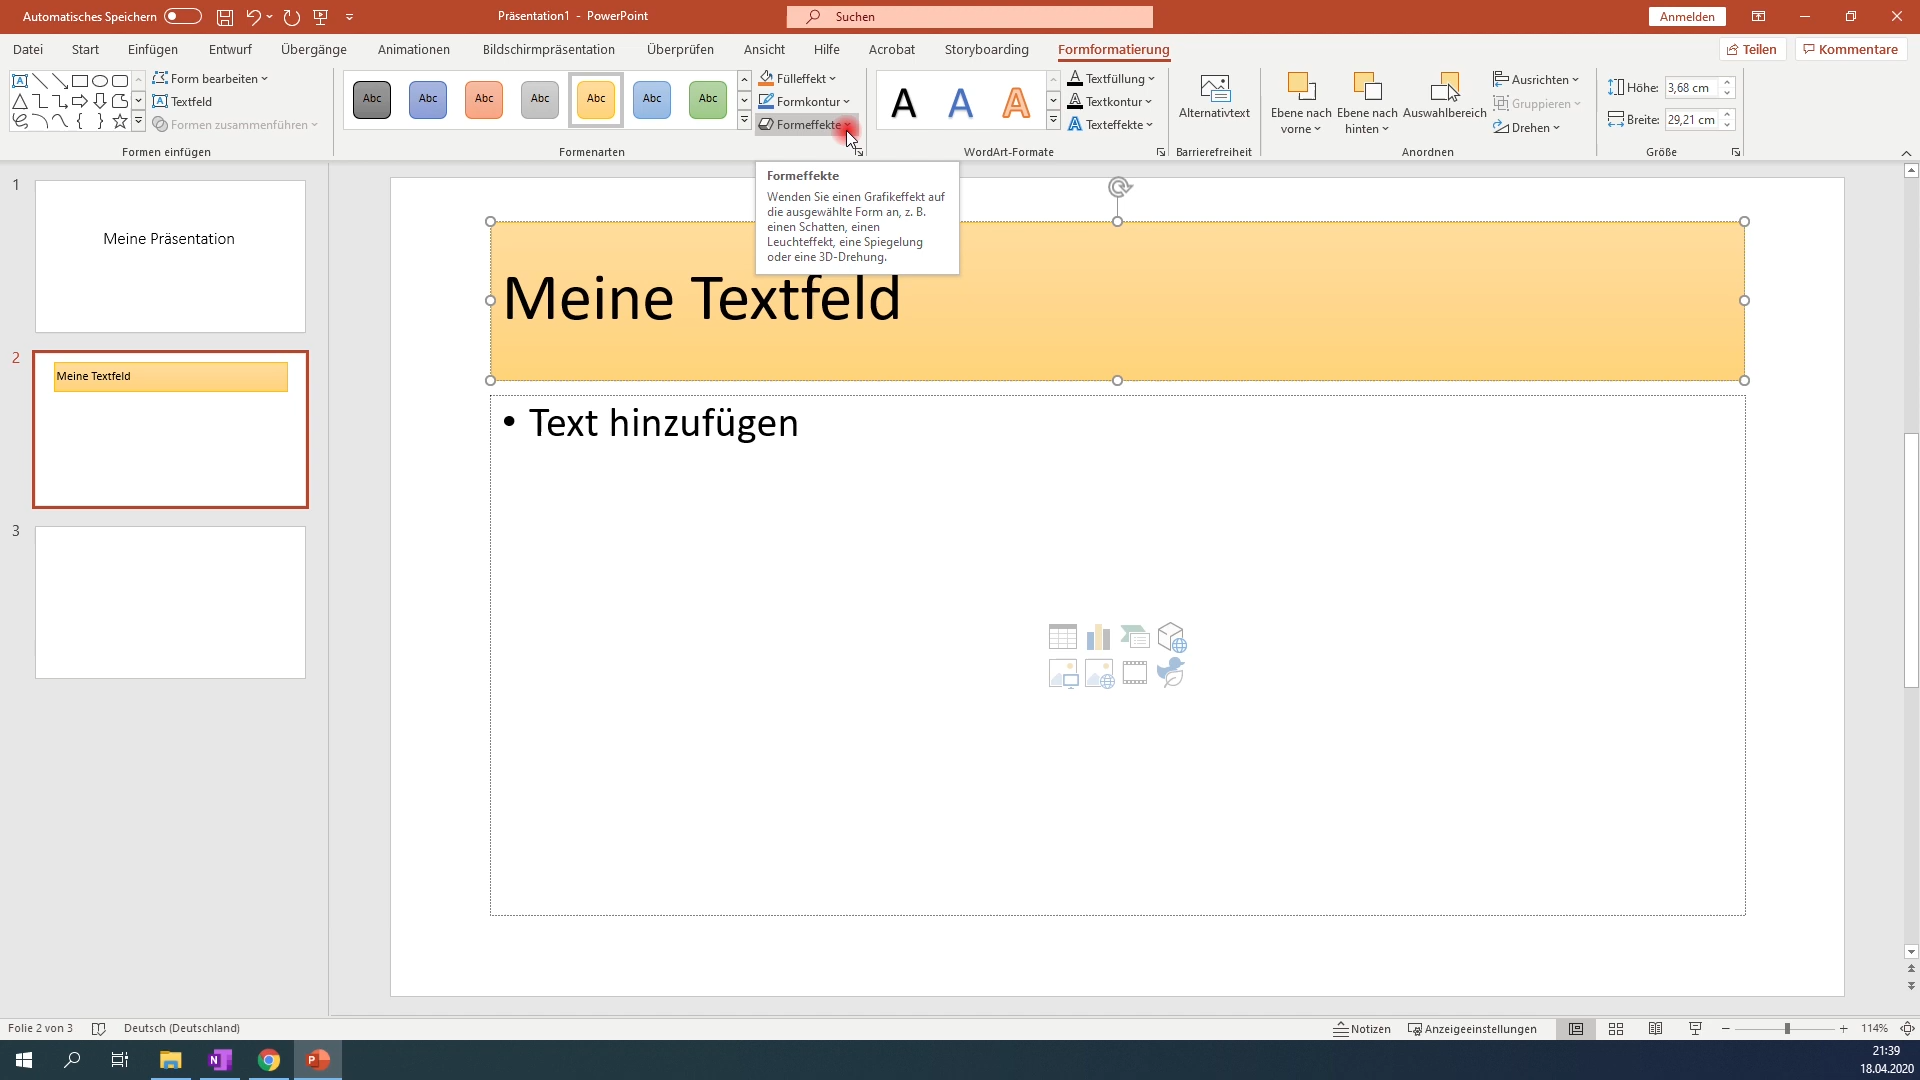 Automatisches Speichern
Präsentation1 - PowerPoint
Suchen
Anmelden
Datei Start Einfügen Entwurf Übergänge Animationen Bildschirmpräsentation Überprüfen Ansicht Hilfe Acrobat Storyboarding Formformatierung
Teilen
Kommentare
Form bearbeiten
Textfeld
Formen zusammenführen
Formen einfügen
Abc Abc Abc Abc Abc Abc Abc
Fülleffekt
Formkontur
Formeffekte
Formenarten
A A A
Textfüllung
Textkontur
Texteffekte
WordArt-Formate
Alternativtext
Barrierefreiheit
Ebene nach
vorne
Ebene nach
hinten
Auswahlbereich
Ausrichten
Gruppieren
Drehen
Anordnen
Höhe: 3,68 cm
Breite: 29,21 cm
Größe
Formeffekte
Wenden Sie einen Grafikeffekt auf
die ausgewählte Form an, z. B.
einen Schatten, einen
Leuchteffekt, eine Spiegelung
oder eine 3D-Drehung.
1
Meine Präsentation
2
Meine Textfeld
3
Meine Textfeld
• Text hinzufügen
Folie 2 von 3
Deutsch (Deutschland)
Notizen
Anzeigeeinstellungen
114%
21:39
18.04.2020